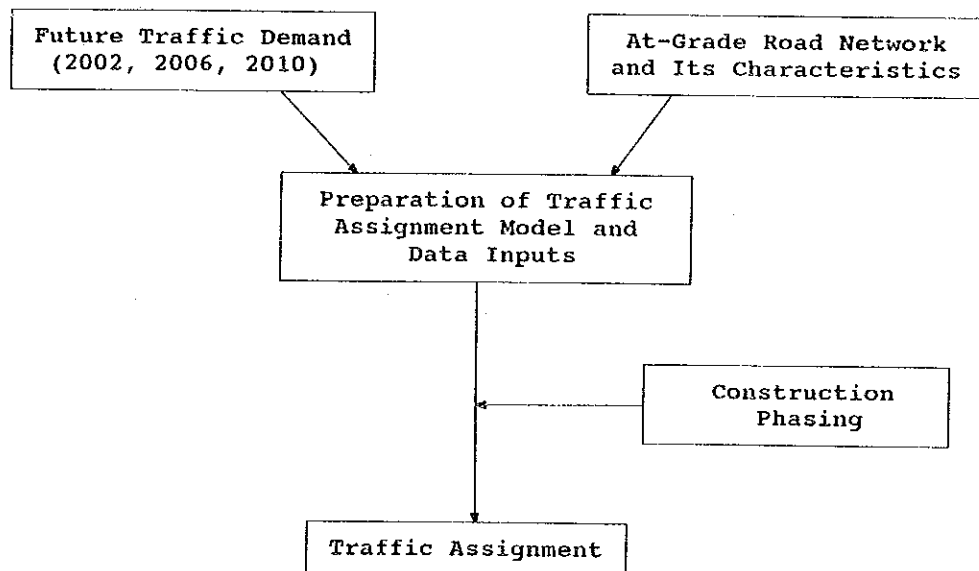 Future Traffic Demand
(2002, 2006, 2010)
At-Grade Road Network
and Its Characteristics
Preparation of Traffic
Assignment Model and
Data Inputs
Construction
Phasing
Traffic Assignment